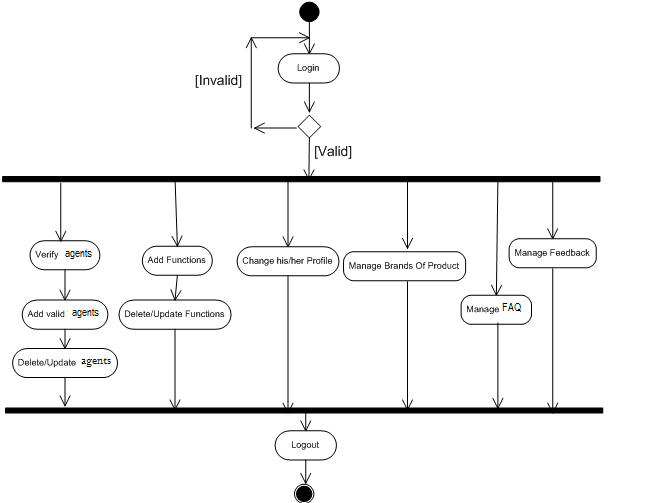 Login
[Invalid]
[Valid]
Verify agents
Add Functions
Change his/her Profile
Manage Brands Of Product
Manage Feedback
Add valid agents
Delete/Update Functions
Manage FAQ
Delete/Update agents
Logout